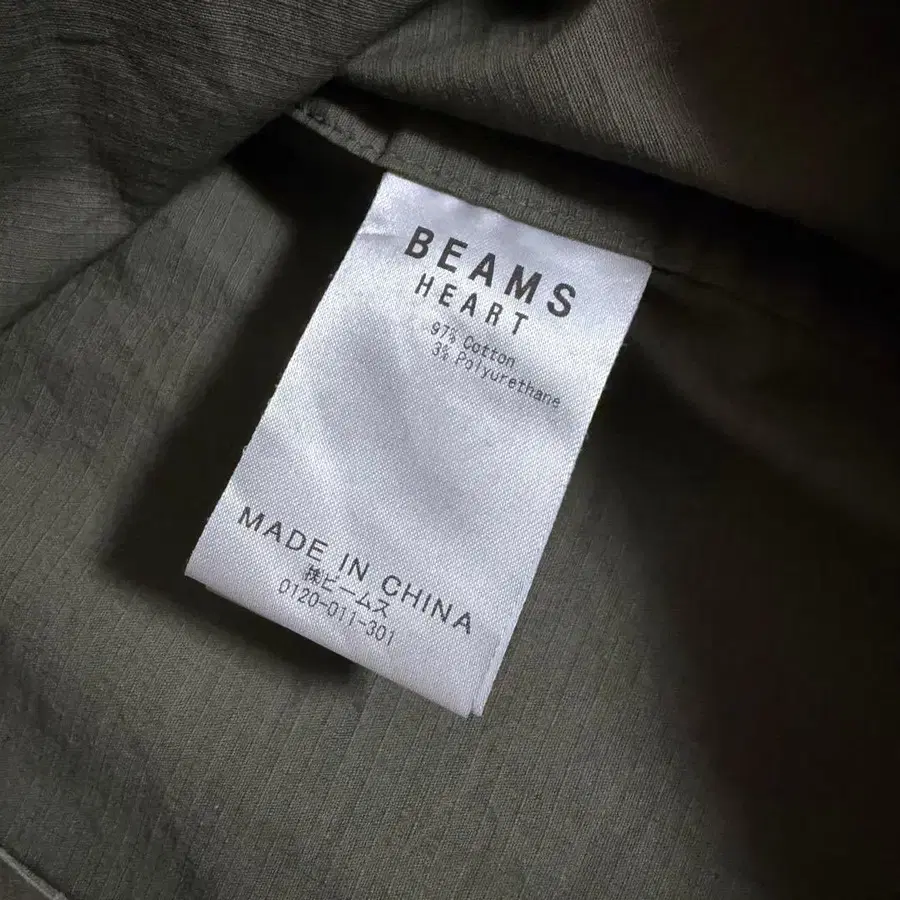 BEAMS
HEART
97% Cotton
3% Polyurethane
MADE IN CHINA
㈱ビームス
0120-011-301